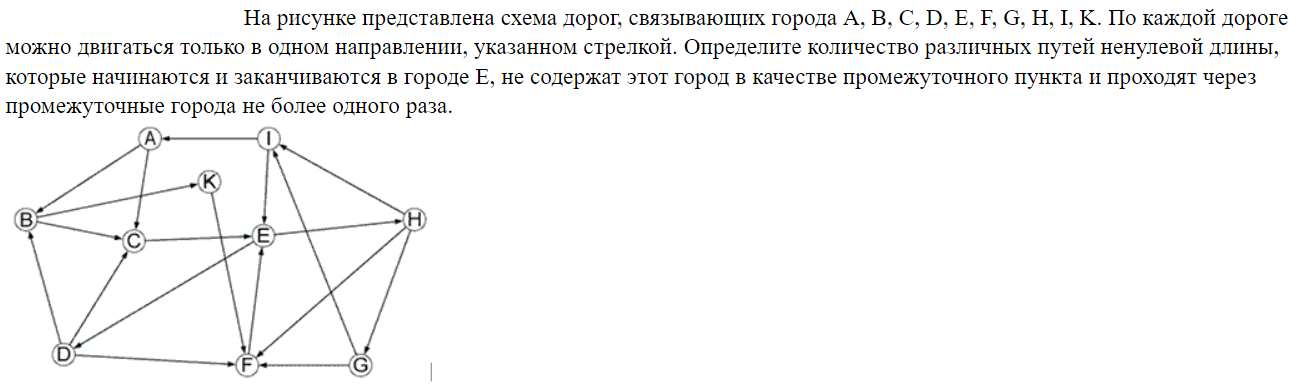 На рисунке представлена схема дорог, связывающих города A, B, C, D, E, F, G, H, I, K. По каждой дороге
можно двигаться только в одном направлении, указанном стрелкой. Определите количество различных путей ненулевой длины,
которые начинаются и заканчиваются в городе E, не содержат этот город в качестве промежуточного пункта и проходят через
промежуточные города не более одного раза.
A I
K
B H
C E
D F G